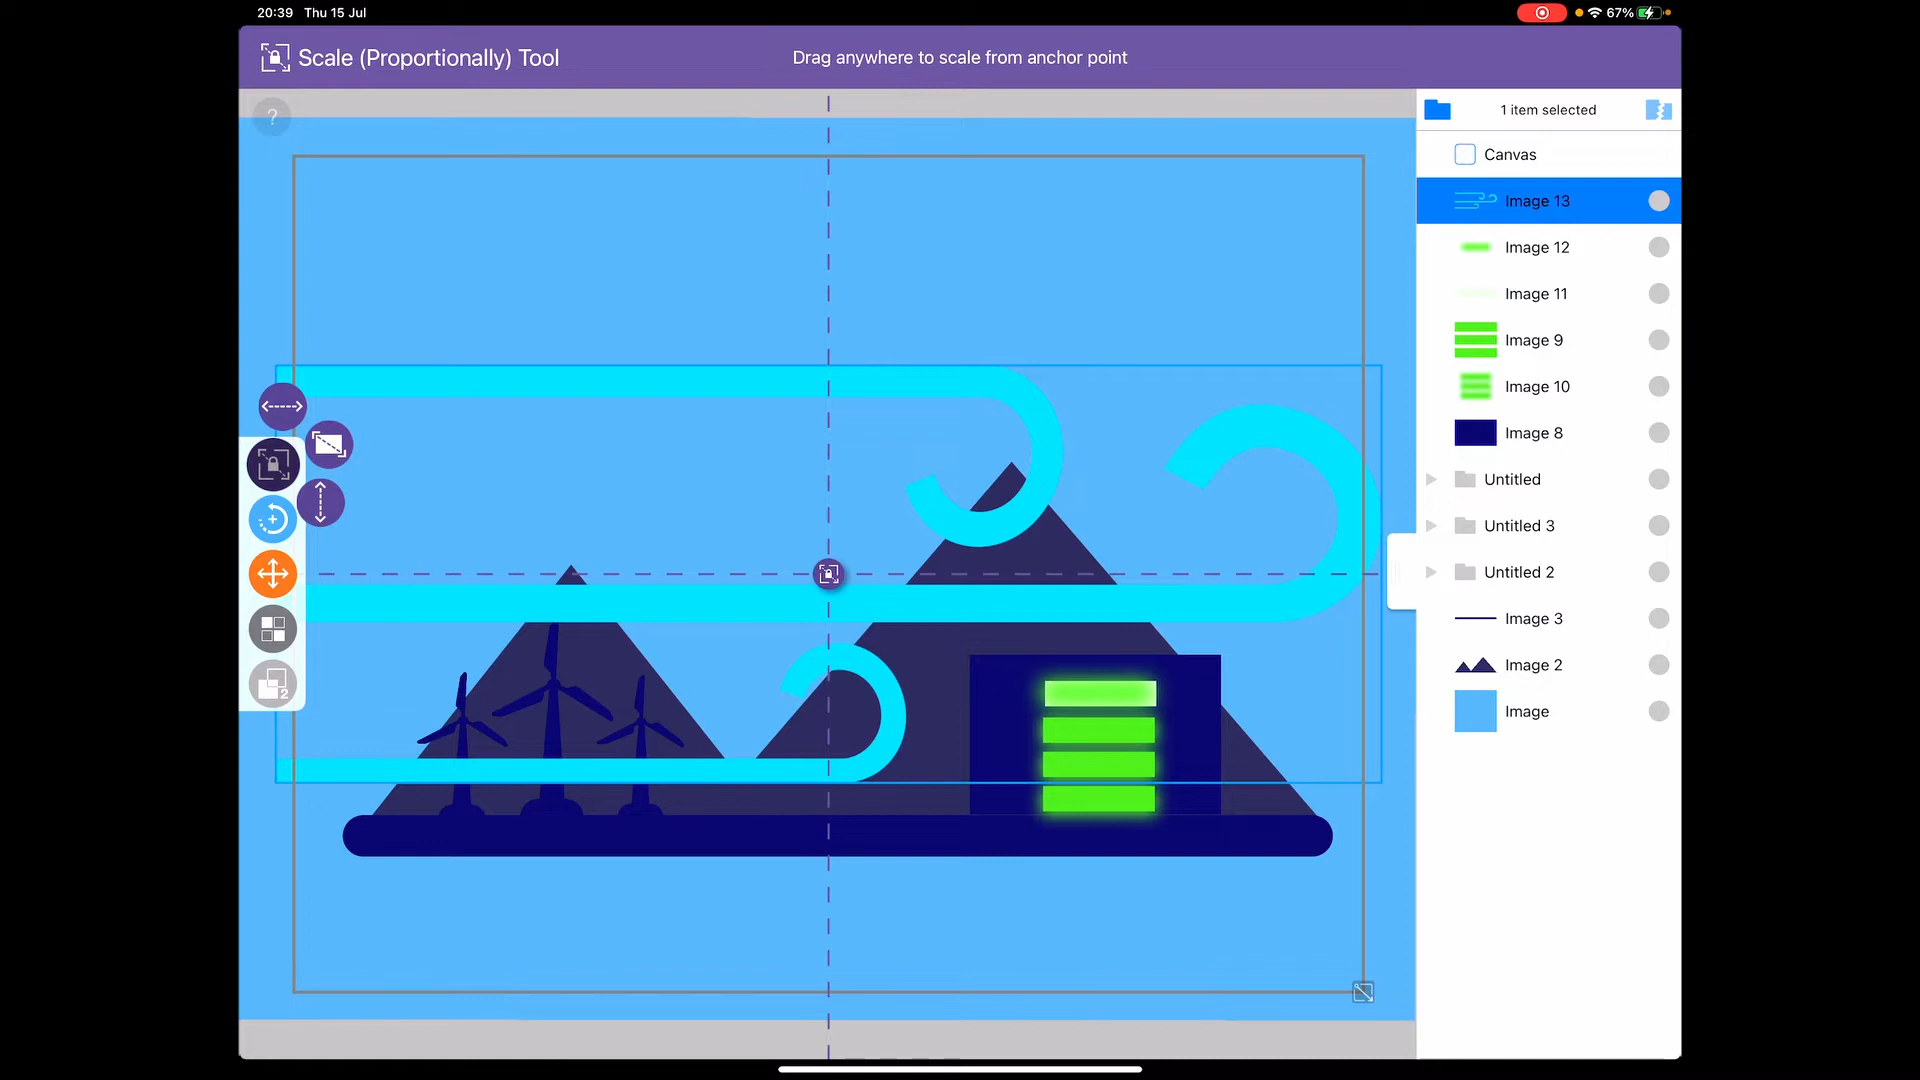 20:39 Thu 15 Jul
67%
Scale (Proportionally) Tool
Drag anywhere to scale from anchor point
?
1 item selected
Canvas
Image 13
Image 12
Image 11
Image 9
Image 10
Image 8
Untitled
Untitled 3
Untitled 2
Image 3
Image 2
Image
2